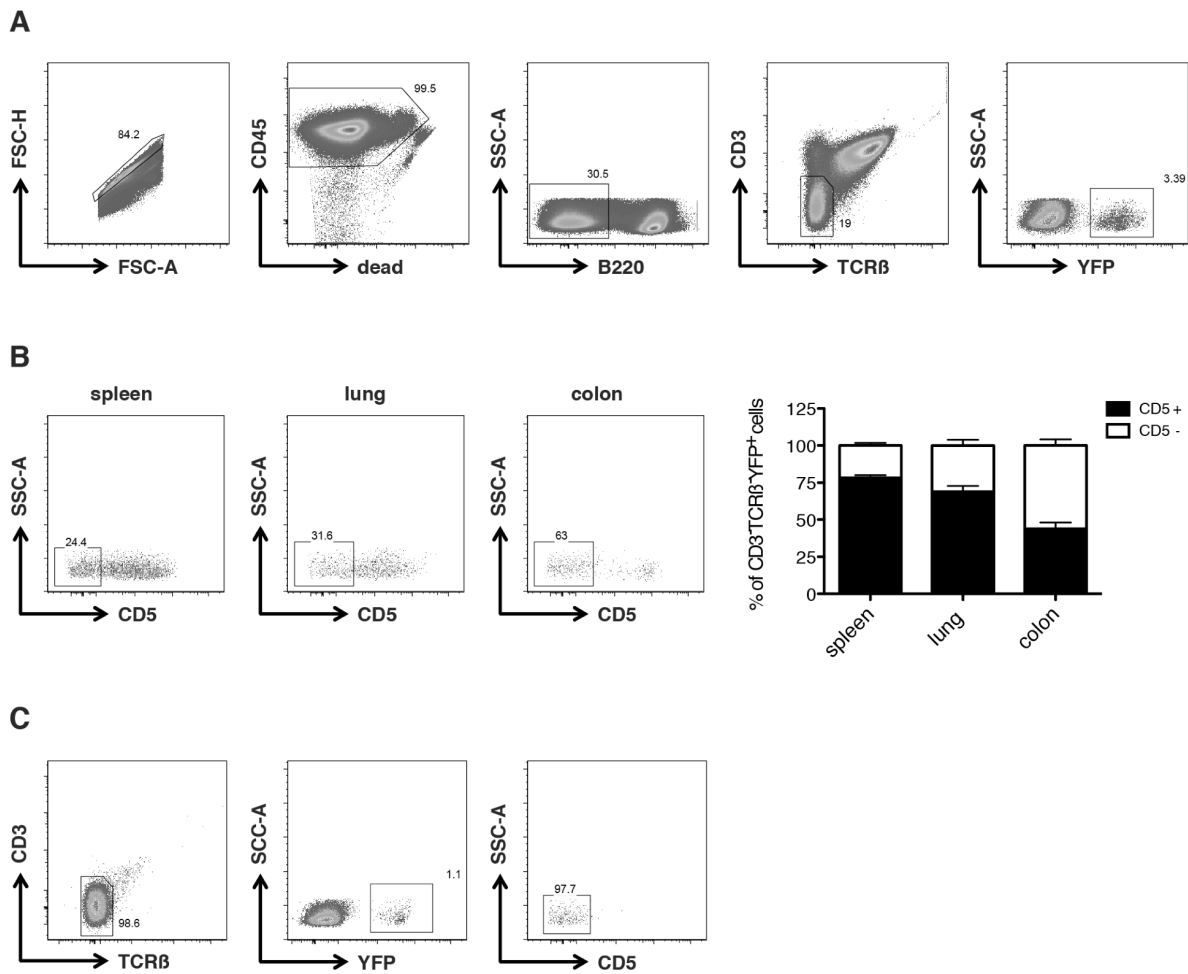 A
FSC-H
84.2
FSC-A
CD45
99.5
dead
SSC-A
30.5
B220
CD3
19
TCRß
SSC-A
3.39
YFP
B
spleen
SSC-A
24.4
CD5
lung
SSC-A
31.6
CD5
colon
SSC-A
63
CD5
% of CD3-TCRß-YFP+ cells
125
100
75
50
25
0
spleen
lung
colon
CD5 +
CD5 -
C
CD3
98.6
TCRß
SCC-A
1.1
YFP
SSC-A
97.7
CD5